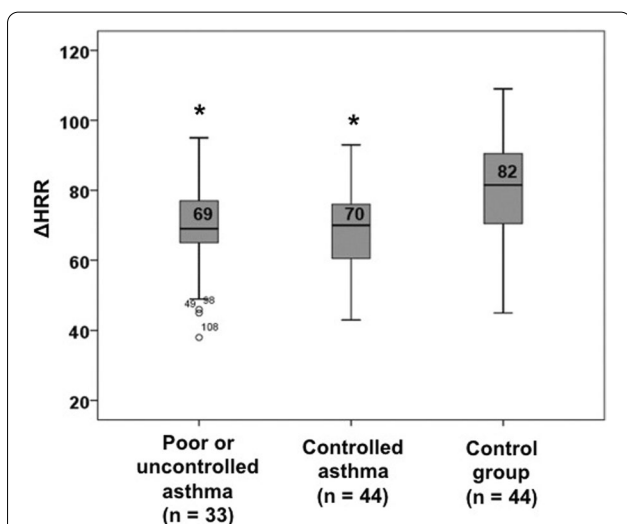 120
100
80
60
40
20
ΔHRR
*
*
69
70
82
49 98
108
Poor or
uncontrolled
asthma
(n = 33)
Controlled
asthma
(n = 44)
Control
group
(n = 44)